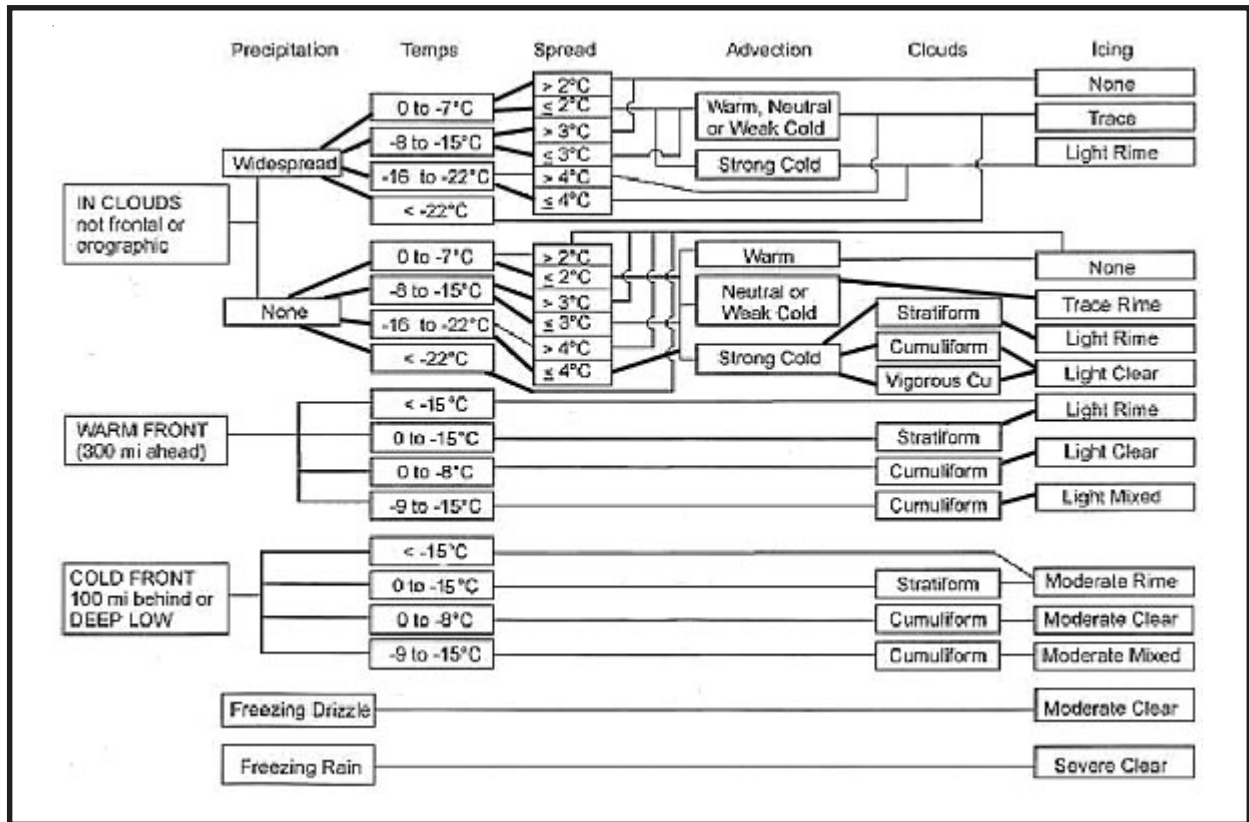 Precipitation Temps Spread Advection Clouds Icing
> 2°C
None
0 to -7°C
≤ 2°C
Warm, Neutral
or Weak Cold
Trace
-8 to -15°C
> 3°C
≤ 3°C
Widespread
Strong Cold
Light Rime
-16 to -22°C
> 4°C
≤ 4°C
< -22°C
IN CLOUDS
not frontal or
orographic
0 to -7°C
> 2°C
Warm
None
≤ 2°C
-8 to -15°C
> 3°C
Neutral or
Weak Cold
Trace Rime
None
≤ 3°C
Stratiform
-16 to -22°C
Light Rime
> 4°C
Cumuliform
< -22°C
≤ 4°C
Strong Cold
Vigorous Cu
Light Clear
< -15°C
Light Rime
WARM FRONT
(300 mi ahead)
0 to -15°C
Stratiform
Light Clear
0 to -8°C
Cumuliform
-9 to -15°C
Cumuliform
Light Mixed
< -15°C
COLD FRONT
100 mi behind or
DEEP LOW
0 to -15°C
Stratiform
Moderate Rime
0 to -8°C
Cumuliform
Moderate Clear
-9 to -15°C
Cumuliform
Moderate Mixed
Freezing Drizzle
Moderate Clear
Freezing Rain
Severe Clear